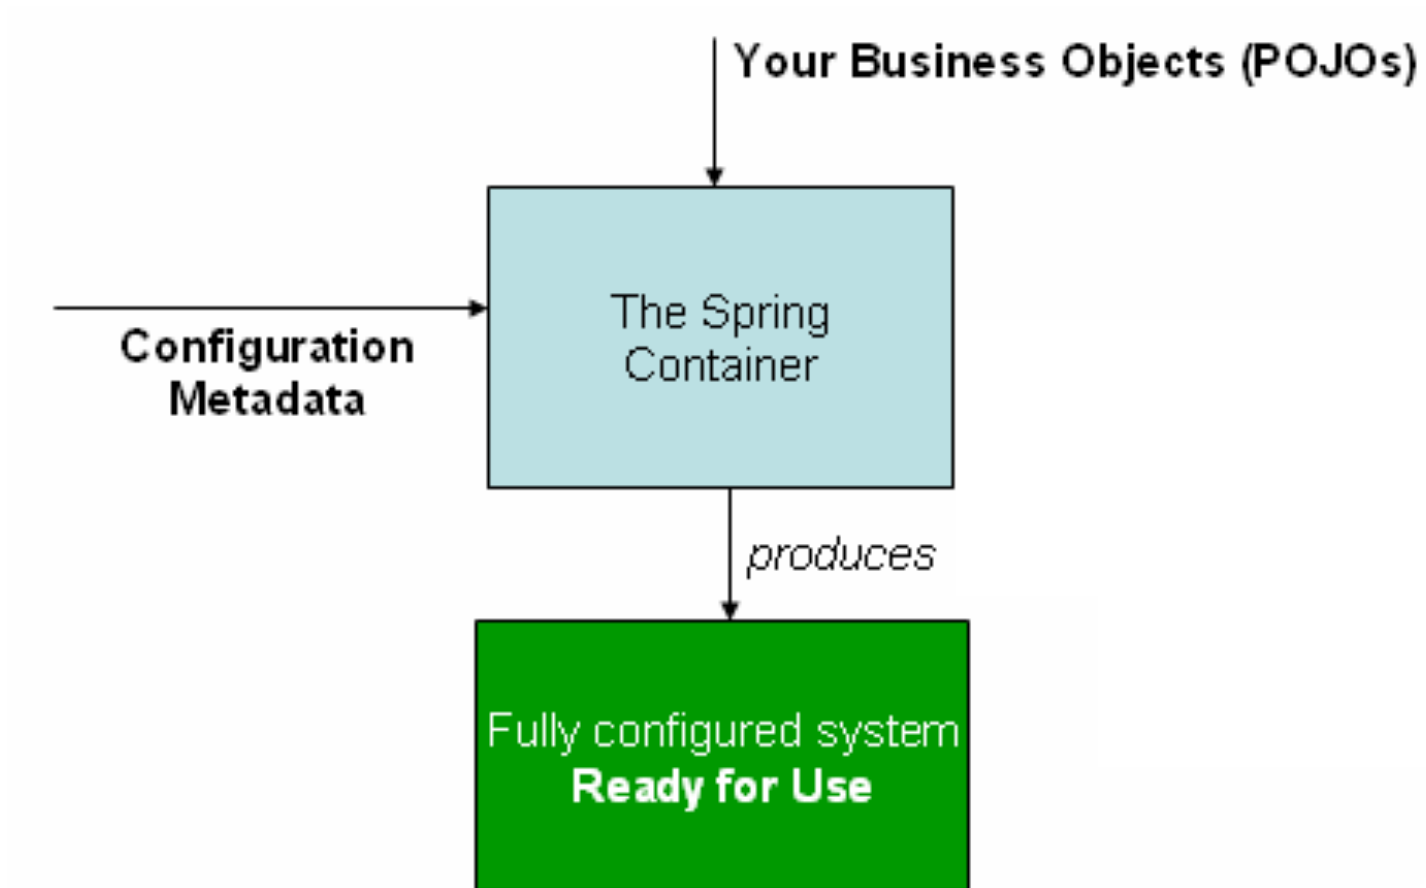 Your Business Objects (POJOs)
The Spring
Container
Configuration
Metadata
produces
Fully configured system
Ready for Use